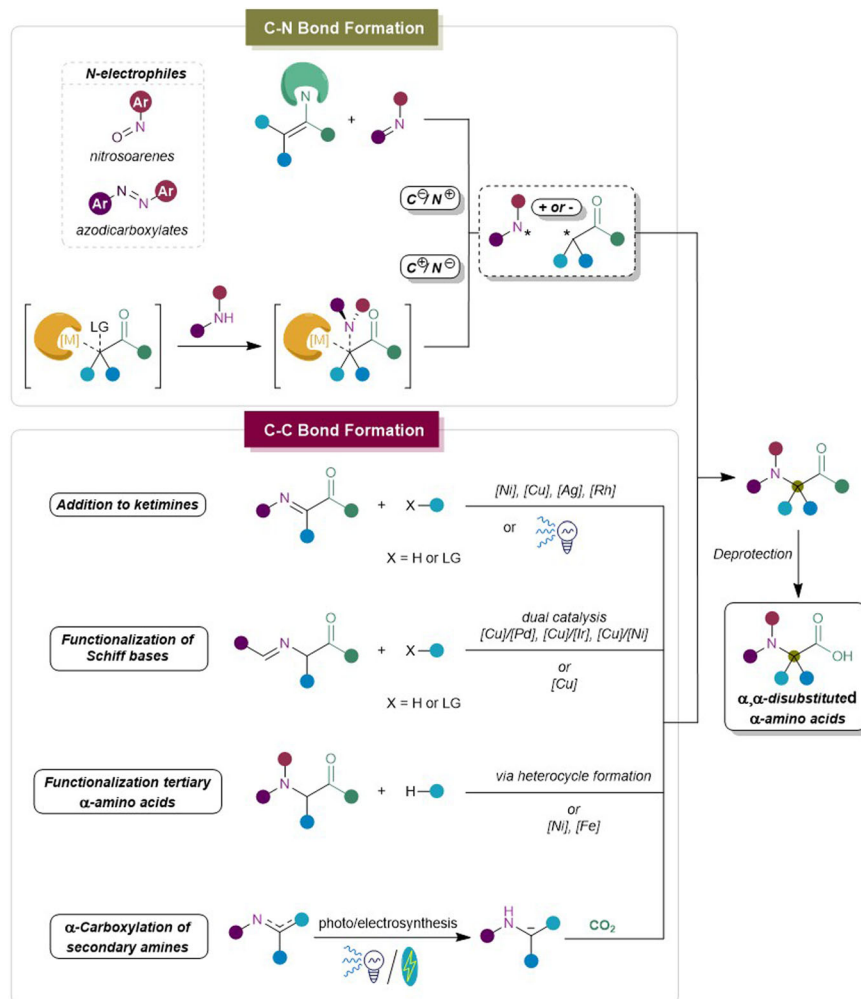 C-N Bond Formation
N-electrophiles
Ar
N
O
nitrosoarenes
Ar
N
N
Ar
azodicarboxylates
N
+
N
C⊖/N⊕
C⊕/N⊖
N
*
+ or -
*
O
[M]
LG
O
NH
[M]
N
O
C-C Bond Formation
Addition to ketimines
N
O
+
X
[Ni], [Cu], [Ag], [Rh]
or
X = H or LG
Functionalization of
Schiff bases
N
O
+
X
dual catalysis
[Cu]/[Pd], [Cu]/[Ir], [Cu]/[Ni]
or
[Cu]
X = H or LG
Functionalization tertiary
α-amino acids
N
O
+
H
via heterocycle formation
or
[Ni], [Fe]
α-Carboxylation of
secondary amines
N
photo/electrosynthesis
/
H
N
–
CO₂
N
O
Deprotection
N
O
OH
α,α-disubstituted
α-amino acids